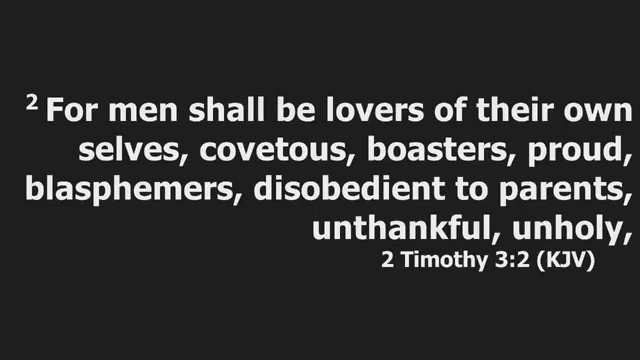 2 For men shall be lovers of their own
selves, covetous, boasters, proud,
blasphemers, disobedient to parents,
unthankful, unholy,
2 Timothy 3:2 (KJV)